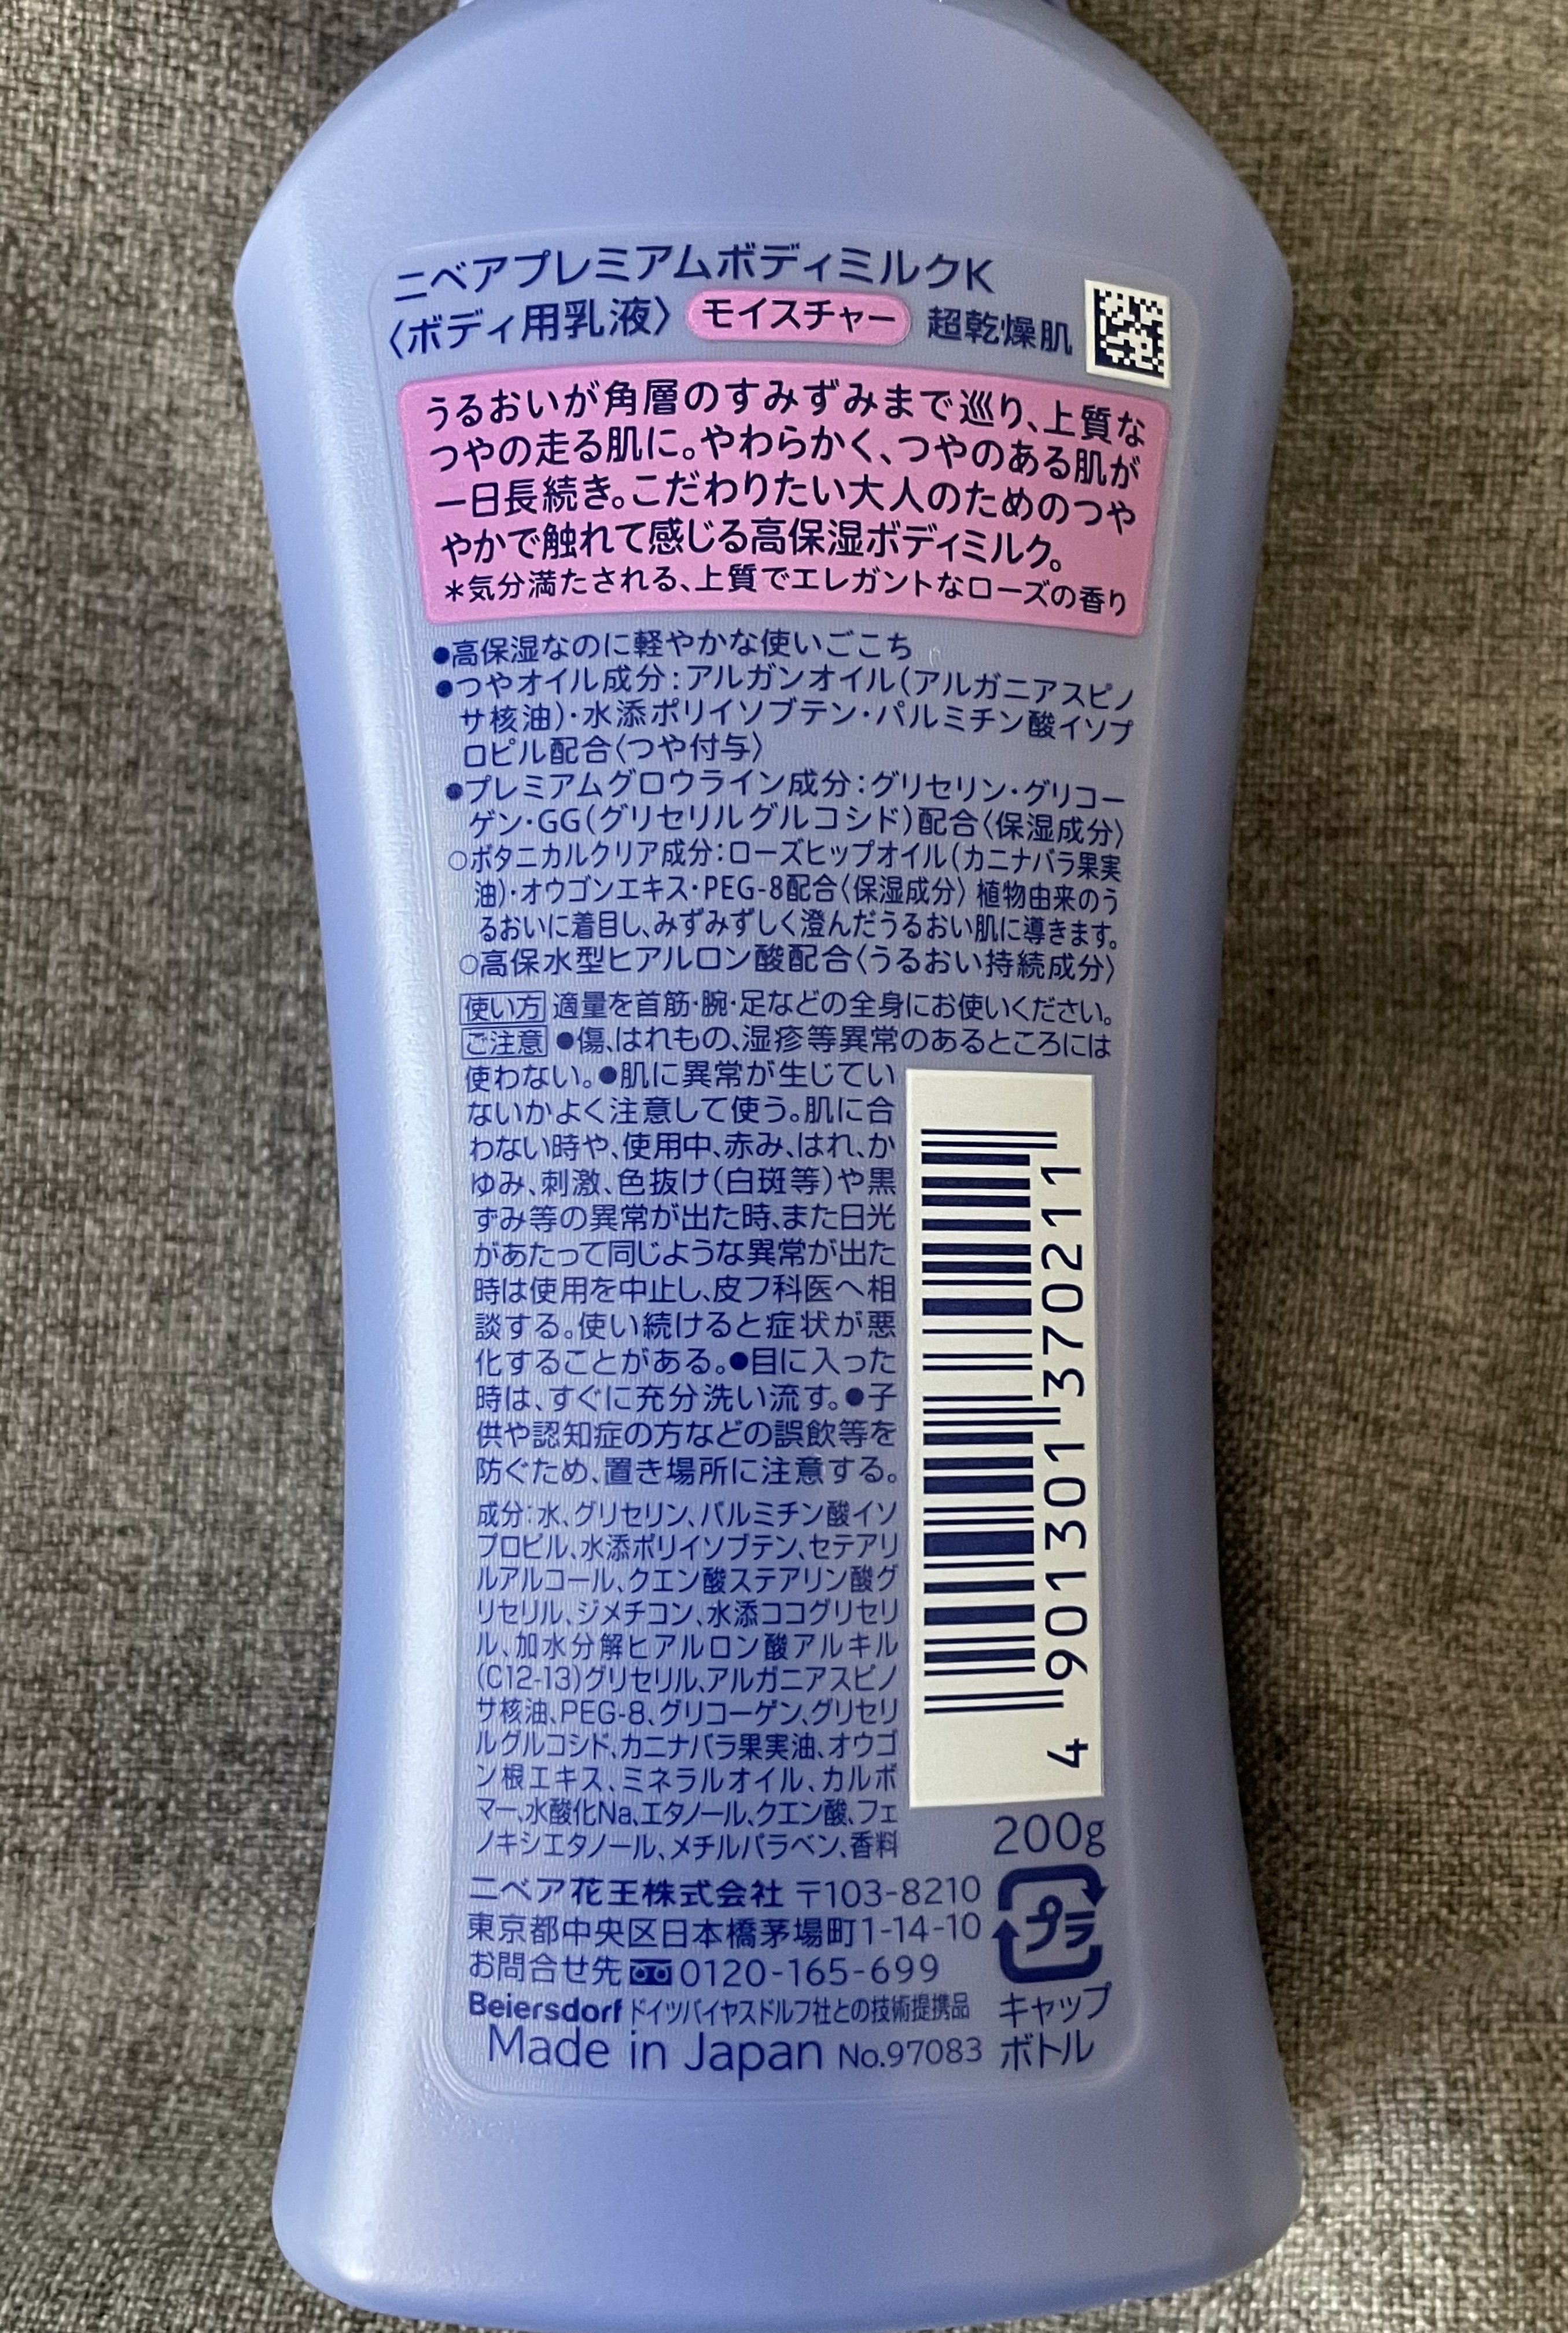 ニベアプレミアムボディミルクK
〈ボディ用乳液〉 モイスチャー 超乾燥肌
うるおいが角層のすみずみまで巡り、上質な
つやの走る肌に。やわらかく、つやのある肌が
一日長続き。こだわりたい大人のためのつや
やかで触れて感じる高保湿ボディミルク。
＊気分満たされる、上質でエレガントなローズの香り
●高保湿なのに軽やかな使いごこち
●つやオイル成分：アルガンオイル（アルガニアスピノ
サ核油）・水添ポリイソブテン・パルミチン酸イソプ
ロピル配合〈つや付与〉
●プレミアムグロウライン成分：グリセリン・グリコー
ゲン・GG（グリセリルグルコシド）配合〈保湿成分〉
○ボタニカルクリア成分：ローズヒップオイル（カニナバラ果実
油）・オウゴンエキス・PEG-8配合〈保湿成分〉 植物由来のう
るおいに着目し、みずみずしく澄んだうるおい肌に導きます。
○高保水型ヒアルロン酸配合〈うるおい持続成分〉
使い方 適量を首筋・腕・足などの全身にお使いください。
ご注意 ●傷、はれもの、湿疹等異常のあるところには
使わない。●肌に異常が生じてい
ないかよく注意して使う。肌に合
わない時や、使用中、赤み、はれ、か
ゆみ、刺激、色抜け（白斑等）や黒
ずみ等の異常が出た時、また日光
があたって同じような異常が出た
時は使用を中止し、皮フ科医へ相
談する。使い続けると症状が悪
化することがある。●目に入った
時は、すぐに充分洗い流す。●子
供や認知症の方などの誤飲等を
防ぐため、置き場所に注意する。
成分：水、グリセリン、パルミチン酸イソ
プロピル、水添ポリイソブテン、セテアリ
ルアルコール、クエン酸ステアリン酸グ
リセリル、ジメチコン、水添ココグリセリ
ル、加水分解ヒアルロン酸アルキル
(C12-13)グリセリル、アルガニアスピノ
サ核油、PEG-8、グリコーゲン、グリセリ
ルグルコシド、カニナバラ果実油、オウゴ
ン根エキス、ミネラルオイル、カルボ
マー、水酸化Na、エタノール、クエン酸、フェ
ノキシエタノール、メチルパラベン、香料
4 901301 370211
200g
ニベア花王株式会社 〒103-8210
東京都中央区日本橋茅場町1-14-10
お問合せ先 0120-165-699
Beiersdorf ドイツバイヤスドルフ社との技術提携品
Made in Japan No.97083
プラ
キャップ
ボトル